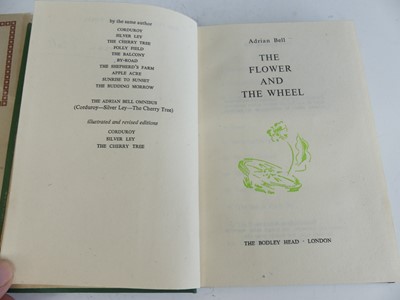 by the same author
CORDUROY
SILVER LEY
THE CHERRY TREE
FOLLY FIELD
THE BALCONY
BY-ROAD
THE SHEPHERD'S FARM
APPLE ACRE
SUNRISE TO SUNSET
THE BUDDING MORROW
THE ADRIAN BELL OMNIBUS
(Corduroy—Silver Ley—The Cherry Tree)
illustrated and revised editions
CORDUROY
SILVER LEY
THE CHERRY TREE
Adrian Bell
THE
FLOWER
AND
THE WHEEL
THE BODLEY HEAD · LONDON